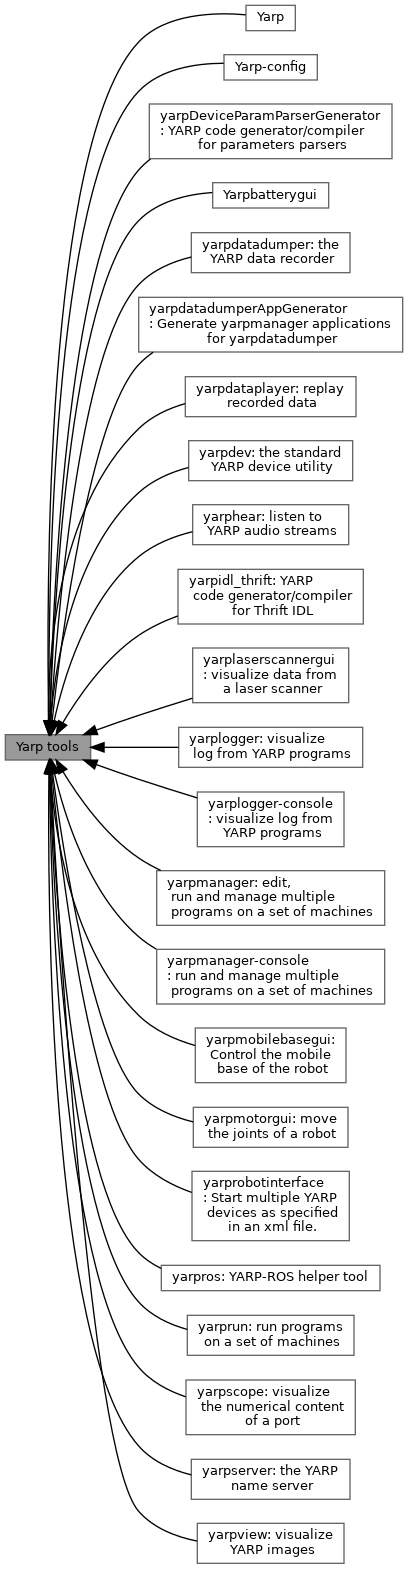 Yarp
Yarp-config
yarpDeviceParamParserGenerator
: YARP code generator/compiler
for parameters parsers
Yarpbatterygui
yarpdatadumper: the
YARP data recorder
yarpdatadumperAppGenerator
: Generate yarpmanager applications
for yarpdatadumper
yarpdataplayer: replay
recorded data
yarpdev: the standard
YARP device utility
yarphear: listen to
YARP audio streams
yarpidl_thrift: YARP
code generator/compiler
for Thrift IDL
yarplaserscannergui
: visualize data from
a laser scanner
Yarp tools
yarplogger: visualize
log from YARP programs
yarplogger-console
: visualize log from
YARP programs
yarpmanager: edit,
run and manage multiple
programs on a set of machines
yarpmanager-console
: run and manage multiple
programs on a set of machines
yarpmobilebasegui:
Control the mobile
base of the robot
yarpmotorgui: move
the joints of a robot
yarprobotinterface
: Start multiple YARP
devices as specified
in an xml file.
yarpros: YARP-ROS helper tool
yarprun: run programs
on a set of machines
yarpscope: visualize
the numerical content
of a port
yarpserver: the YARP
name server
yarpview: visualize
YARP images